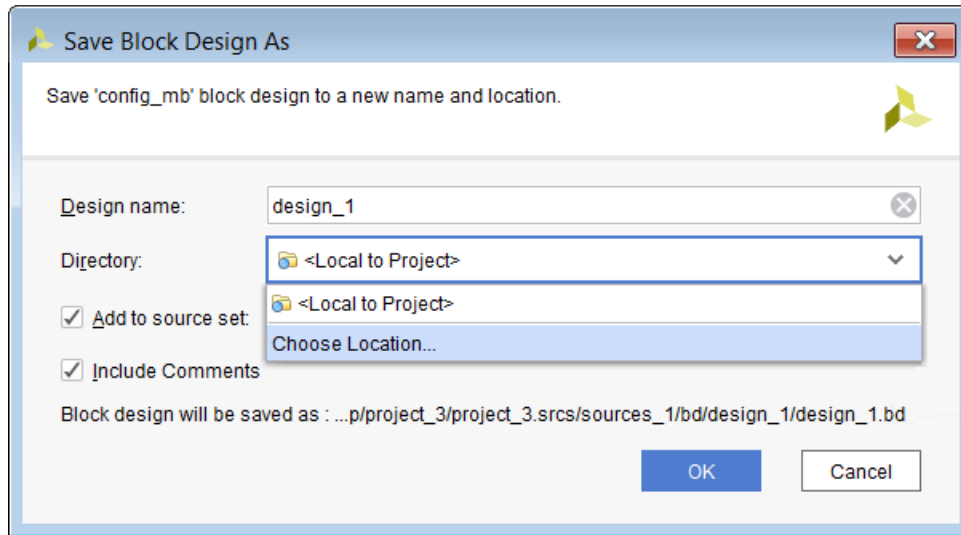 Save Block Design As
Save 'config_mb' block design to a new name and location.
Design name: design_1
Directory: <Local to Project>
<Local to Project>
Add to source set:
Choose Location...
Include Comments
Block design will be saved as : ...p/project_3/project_3.srcs/sources_1/bd/design_1/design_1.bd
OK Cancel